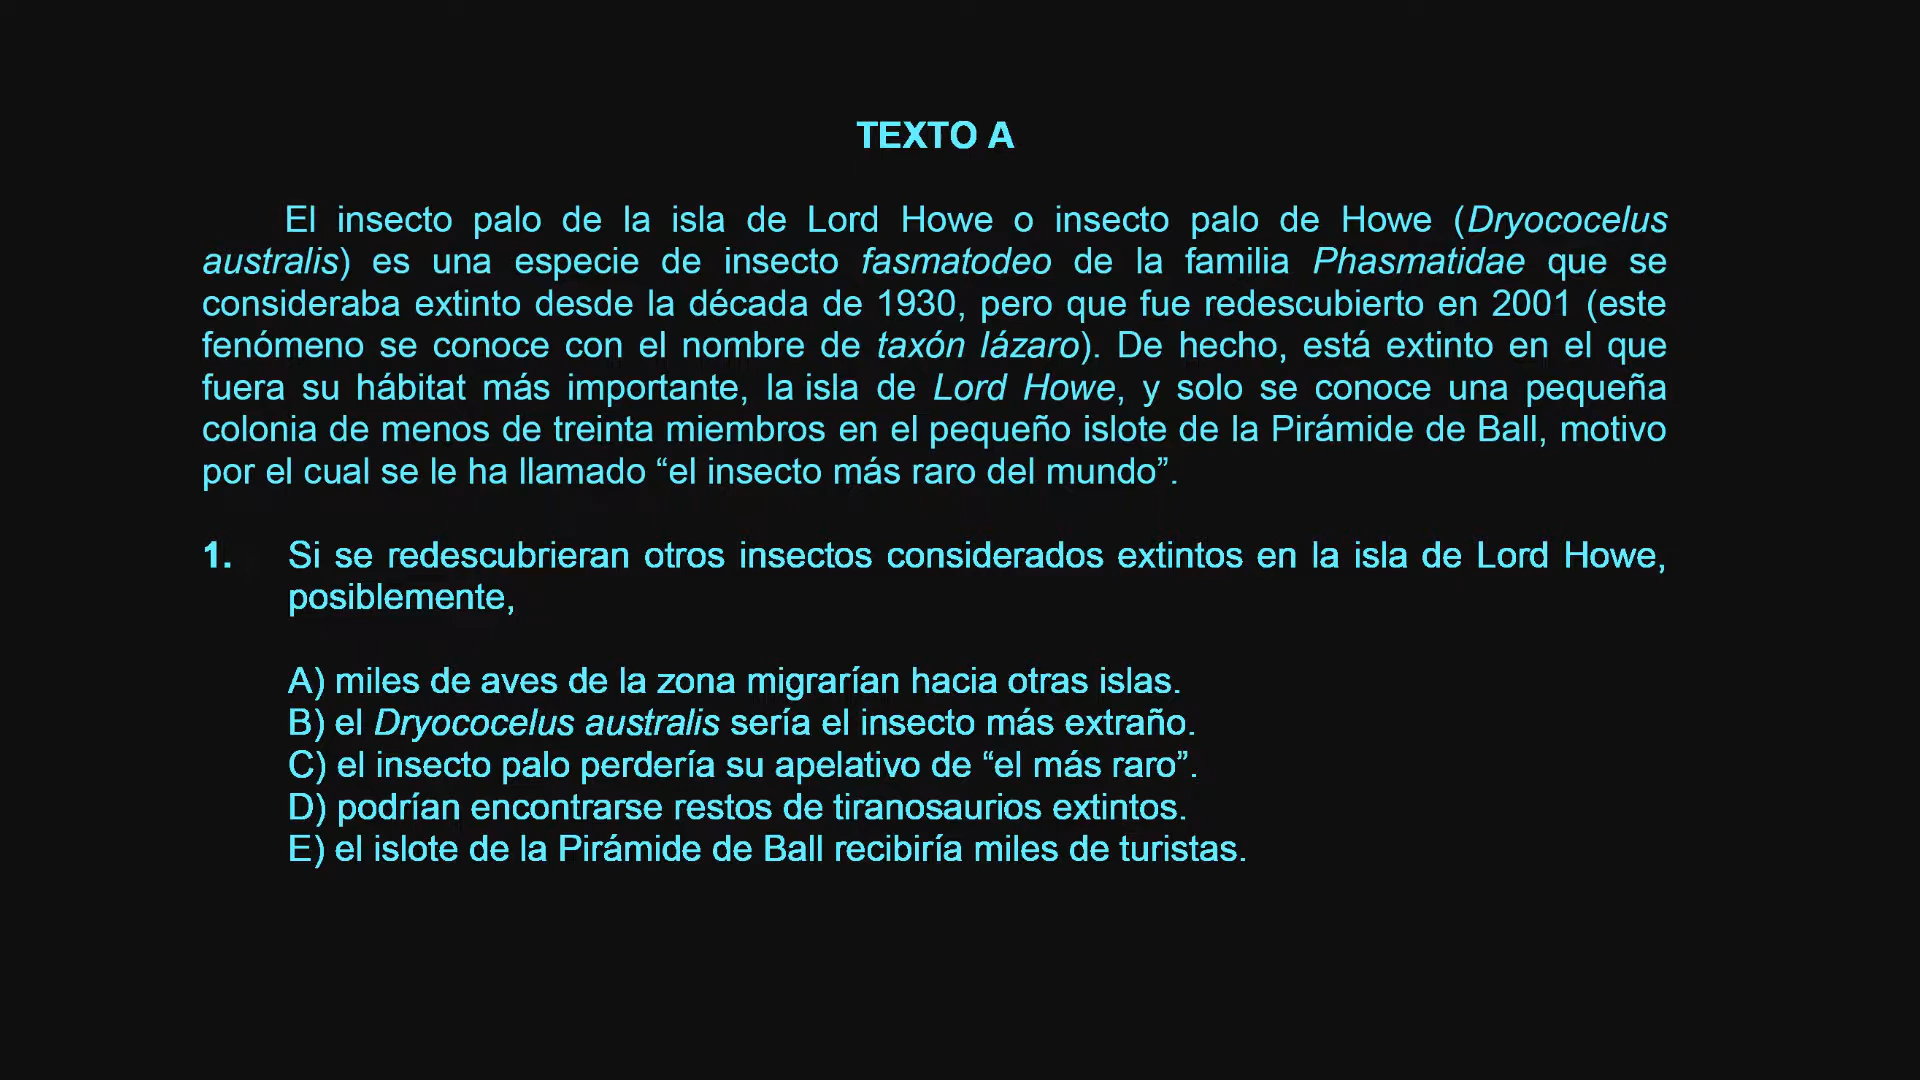 TEXTO A
El insecto palo de la isla de Lord Howe o insecto palo de Howe (Dryococelus
australis) es una especie de insecto fasmatodeo de la familia Phasmatidae que se
consideraba extinto desde la década de 1930, pero que fue redescubierto en 2001 (este
fenómeno se conoce con el nombre de taxón lázaro). De hecho, está extinto en el que
fuera su hábitat más importante, la isla de Lord Howe, y solo se conoce una pequeña
colonia de menos de treinta miembros en el pequeño islote de la Pirámide de Ball, motivo
por el cual se le ha llamado “el insecto más raro del mundo”.
1. Si se redescubrieran otros insectos considerados extintos en la isla de Lord Howe,
posiblemente,
A) miles de aves de la zona migrarían hacia otras islas.
B) el Dryococelus australis sería el insecto más extraño.
C) el insecto palo perdería su apelativo de “el más raro”.
D) podrían encontrarse restos de tiranosaurios extintos.
E) el islote de la Pirámide de Ball recibiría miles de turistas.